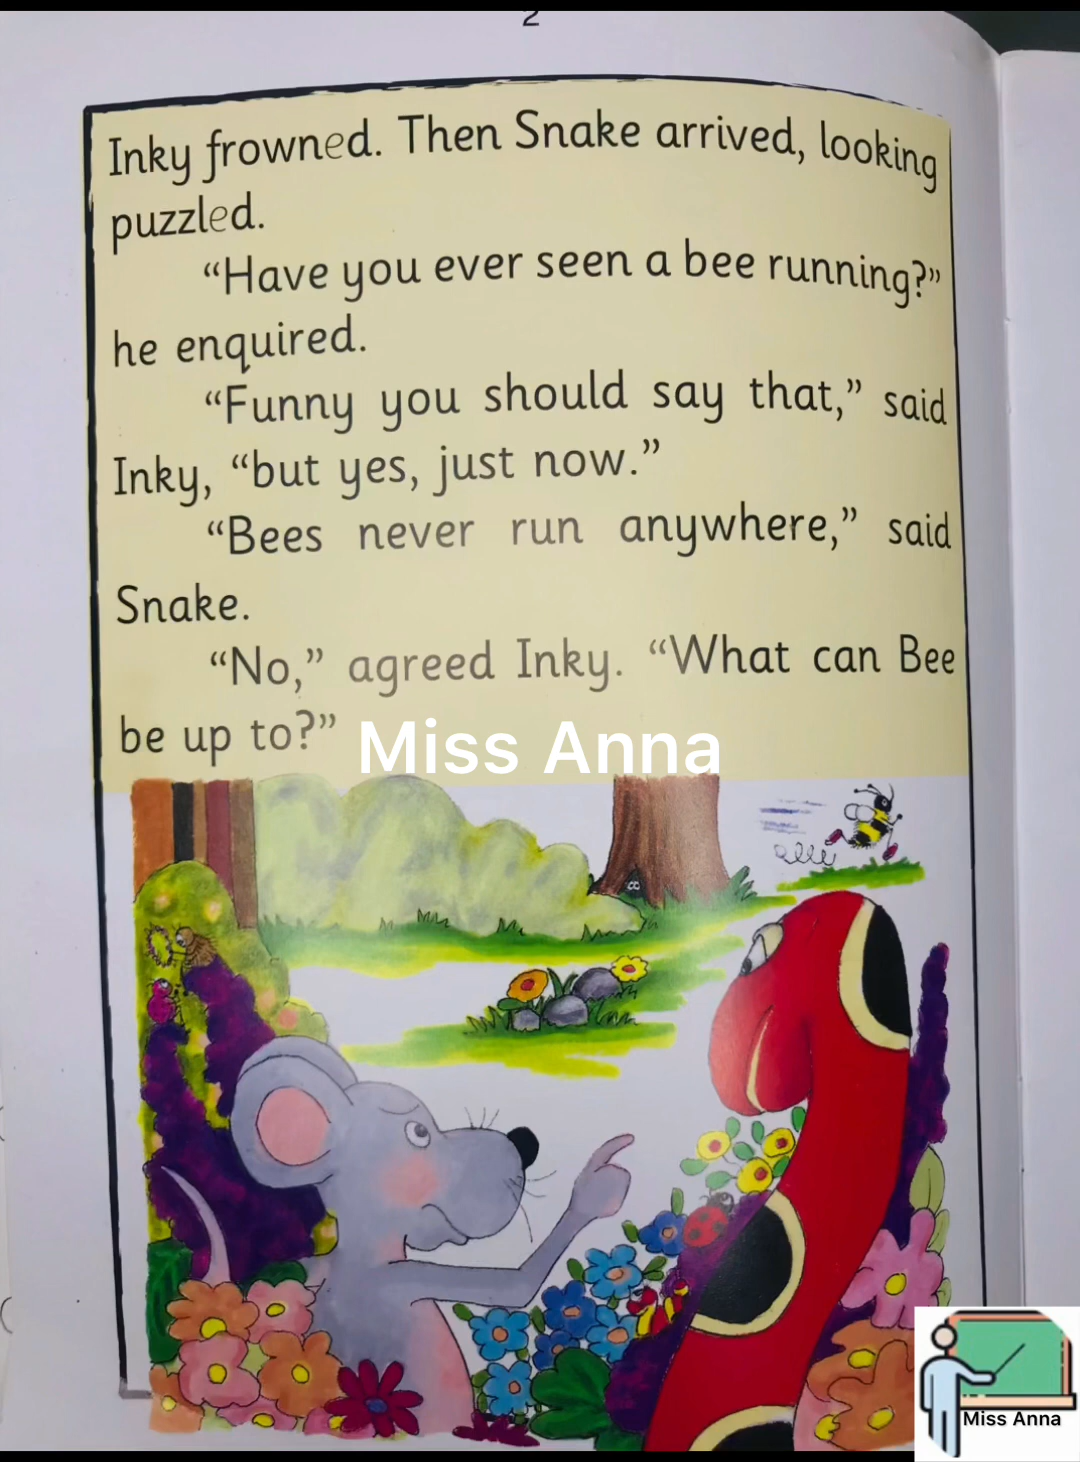 2
Inky frowned. Then Snake arrived, looking
puzzled.
“Have you ever seen a bee running?”
he enquired.
“Funny you should say that,” said
Inky, “but yes, just now.”
“Bees never run anywhere,” said
Snake.
“No,” agreed Inky. “What can Bee
be up to?”
Miss Anna
Miss Anna